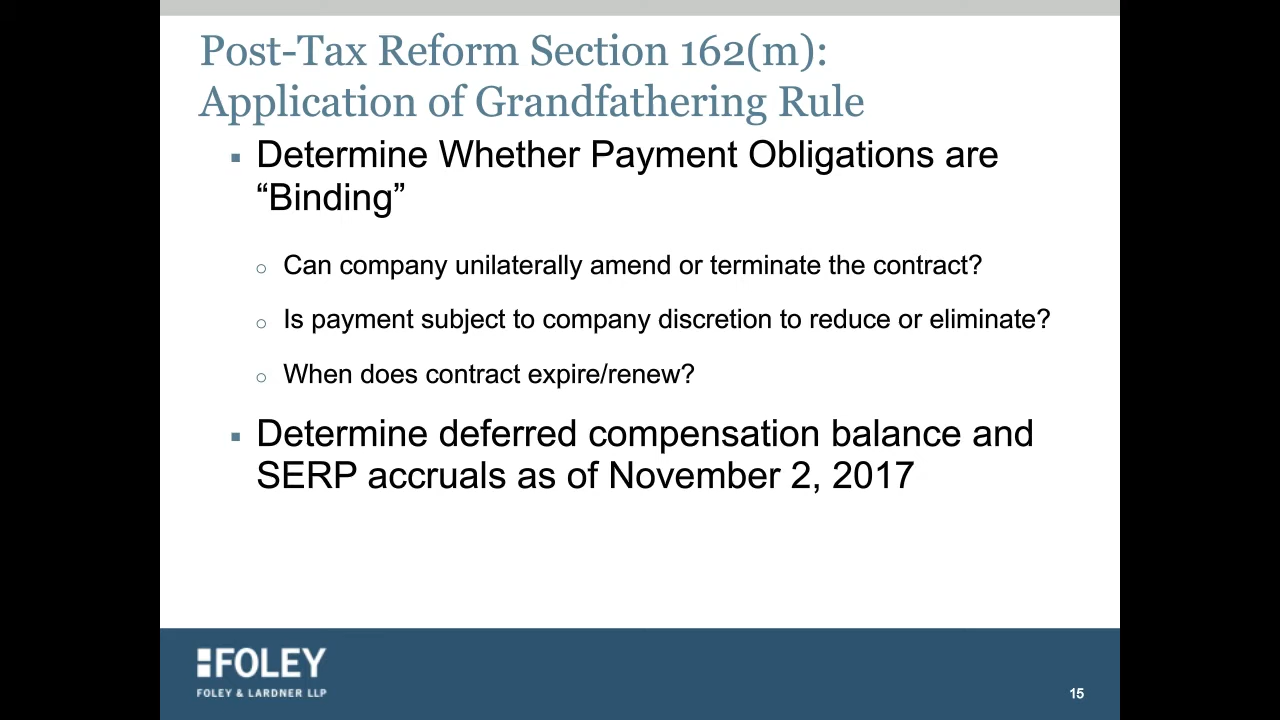 Post-Tax Reform Section 162(m):
Application of Grandfathering Rule
▪ Determine Whether Payment Obligations are
“Binding”
○ Can company unilaterally amend or terminate the contract?
○ Is payment subject to company discretion to reduce or eliminate?
○ When does contract expire/renew?
▪ Determine deferred compensation balance and
SERP accruals as of November 2, 2017
FOLEY
FOLEY & LARDNER LLP
15